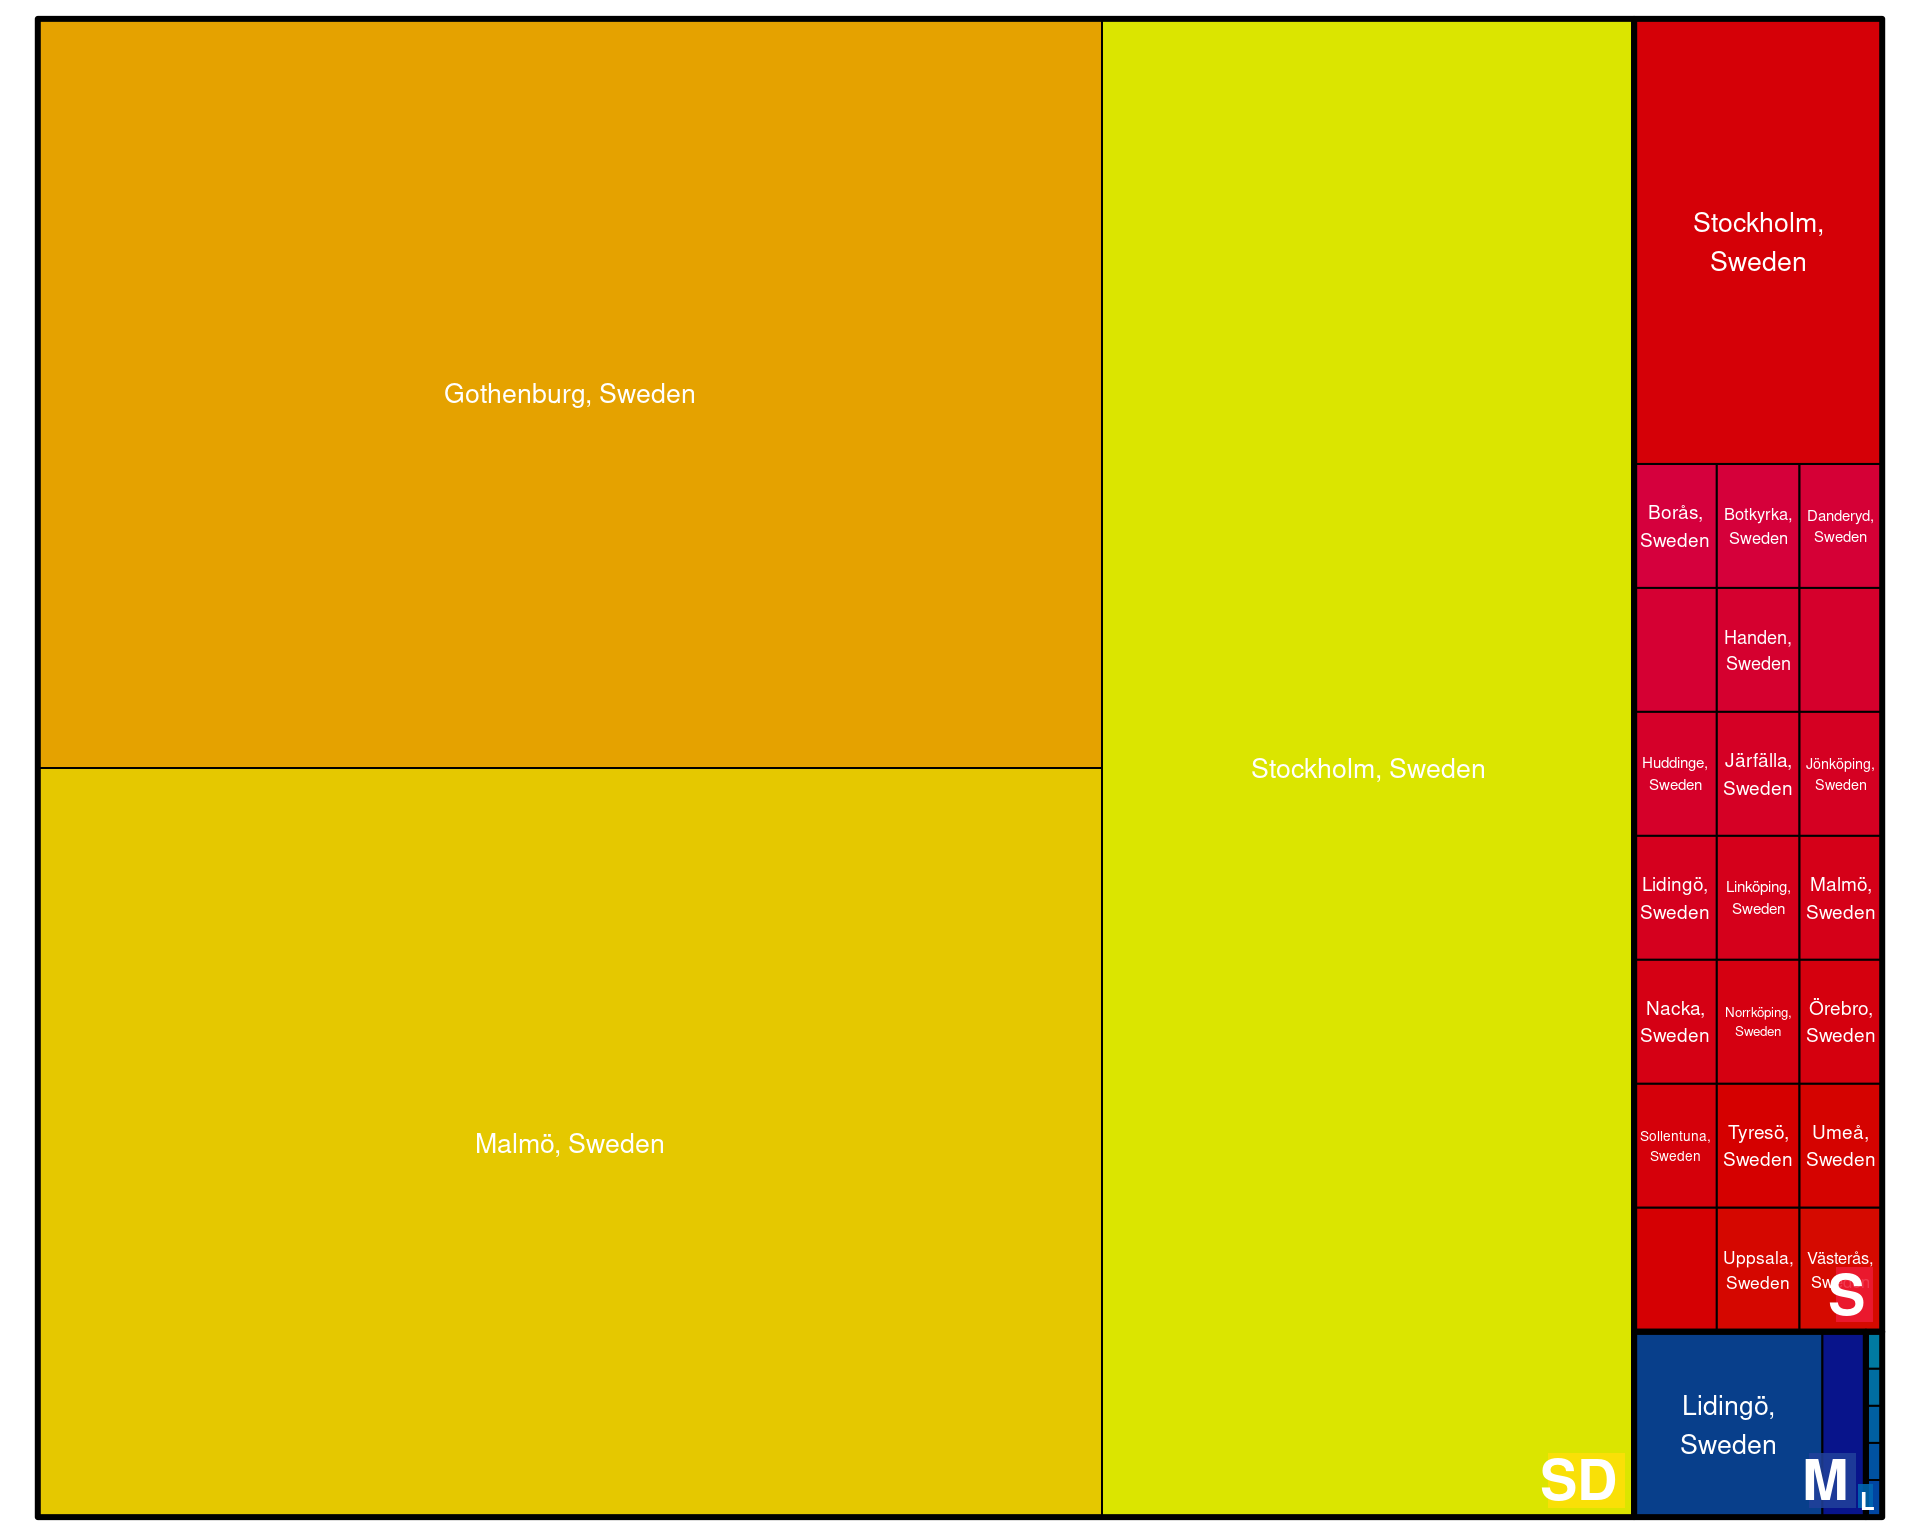 Gothenburg, Sweden
Malmö, Sweden
Stockholm, Sweden
SD
Stockholm,
Sweden
Borås,
Sweden
Botkyrka,
Sweden
Danderyd,
Sweden
Handen,
Sweden
Huddinge,
Sweden
Järfälla,
Sweden
Jönköping,
Sweden
Lidingö,
Sweden
Linköping,
Sweden
Malmö,
Sweden
Nacka,
Sweden
Norrköping,
Sweden
Örebro,
Sweden
Sollentuna,
Sweden
Tyresö,
Sweden
Umeå,
Sweden
Uppsala,
Sweden
Västerås,
Sweden
S
Lidingö,
Sweden
M
L